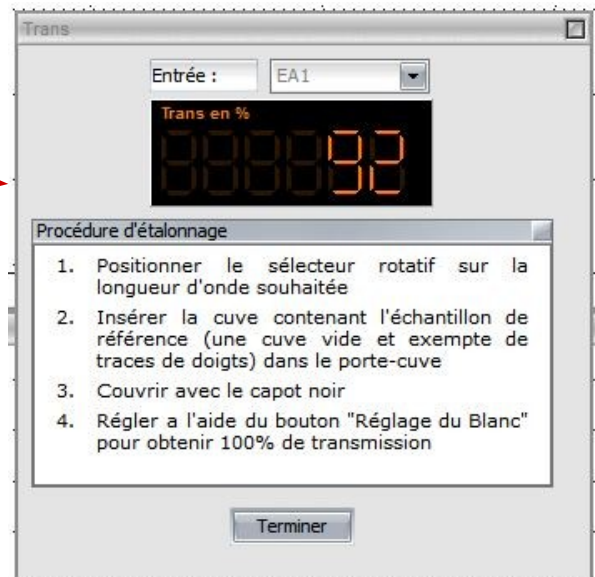 Trans
Entrée : EA1
Trans en %
92
Procédure d'étalonnage
1. Positionner le sélecteur rotatif sur la
longueur d'onde souhaitée
2. Insérer la cuve contenant l'échantillon de
référence (une cuve vide et exempte de
traces de doigts) dans le porte-cuve
3. Couvrir avec le capot noir
4. Régler a l'aide du bouton "Réglage du Blanc"
pour obtenir 100% de transmission
Terminer